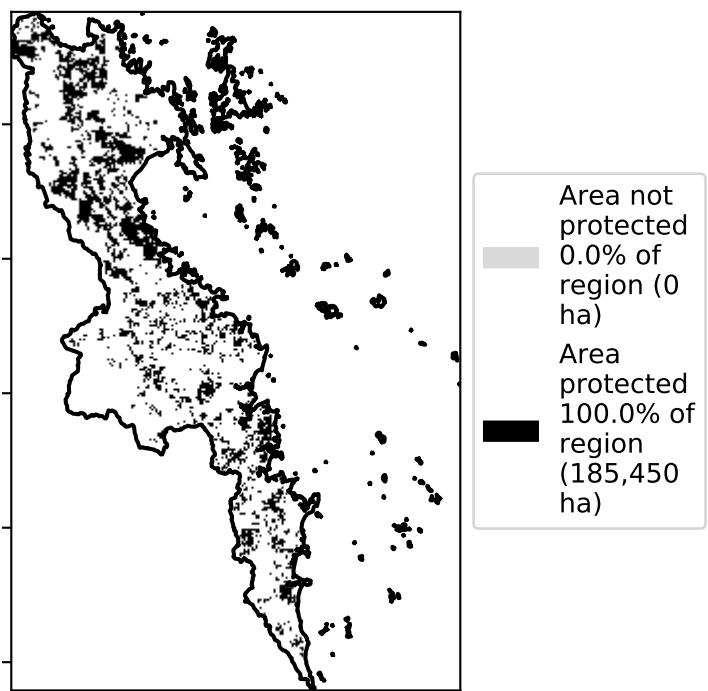 Area not
protected
0.0% of
region (0
ha)
Area
protected
100.0% of
region
(185,450
ha)